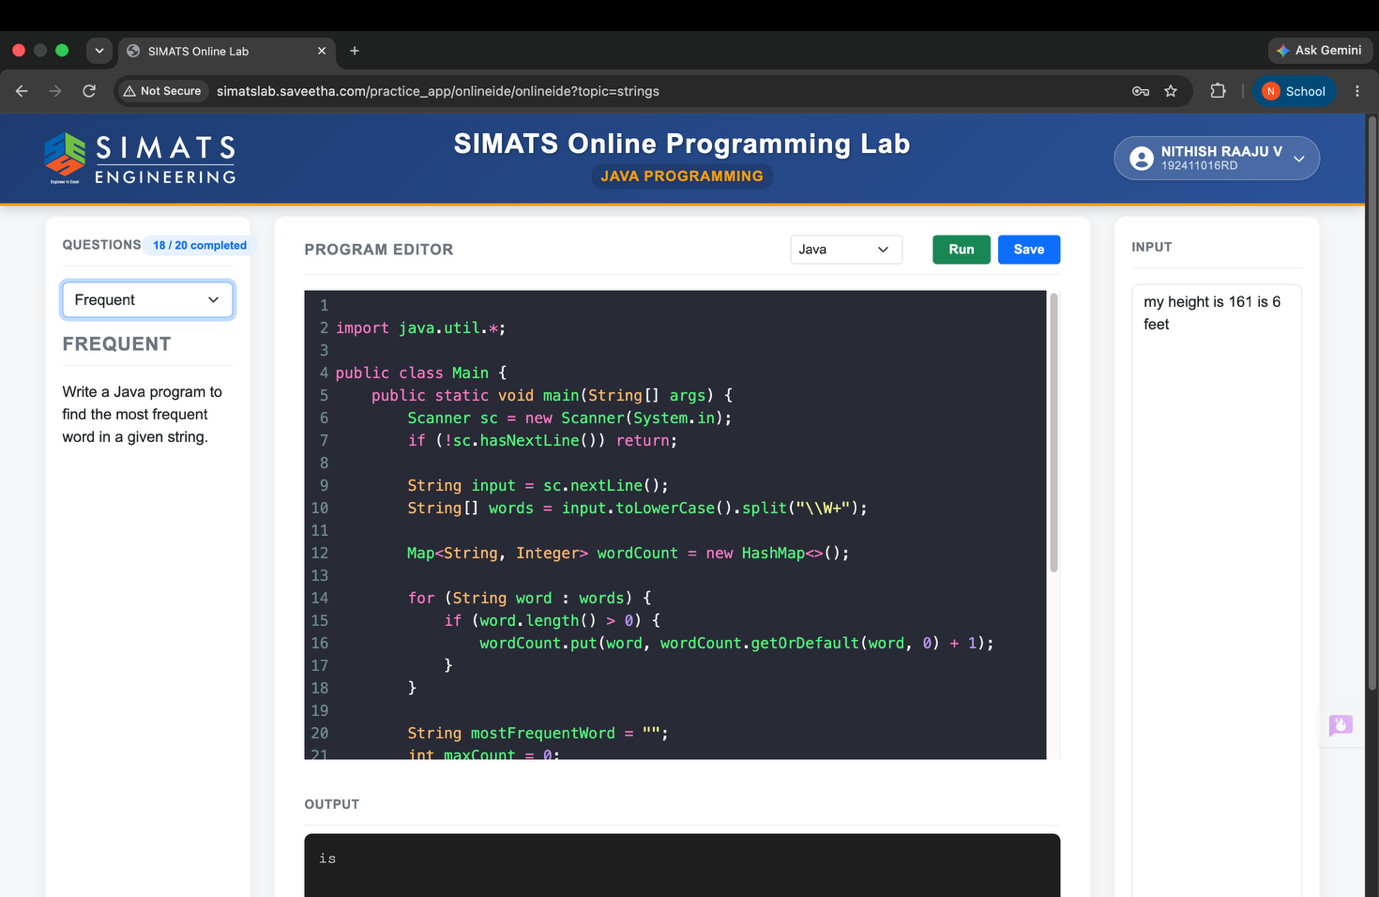 SIMATS Online Lab
Ask Gemini
Not Secure
simatslab.saveetha.com/practice_app/onlineide/onlineide?topic=strings
N School
SIMATS
ENGINEERING
Engineer to Excel
SIMATS Online Programming Lab
JAVA PROGRAMMING
NITHISH RAAJU V
192411016RD
QUESTIONS 18 / 20 completed
Frequent
FREQUENT
Write a Java program to
find the most frequent
word in a given string.
PROGRAM EDITOR
Java
Run
Save
1
2 import java.util.*;
3
4 public class Main {
5 public static void main(String[] args) {
6 Scanner sc = new Scanner(System.in);
7 if (!sc.hasNextLine()) return;
8
9 String input = sc.nextLine();
10 String[] words = input.toLowerCase().split("\\W+");
11
12 Map<String, Integer> wordCount = new HashMap<>();
13
14 for (String word : words) {
15 if (word.length() > 0) {
16 wordCount.put(word, wordCount.getOrDefault(word, 0) + 1);
17 }
18 }
19
20 String mostFrequentWord = "";
21 int maxCount = 0;
OUTPUT
is
INPUT
my height is 161 is 6
feet